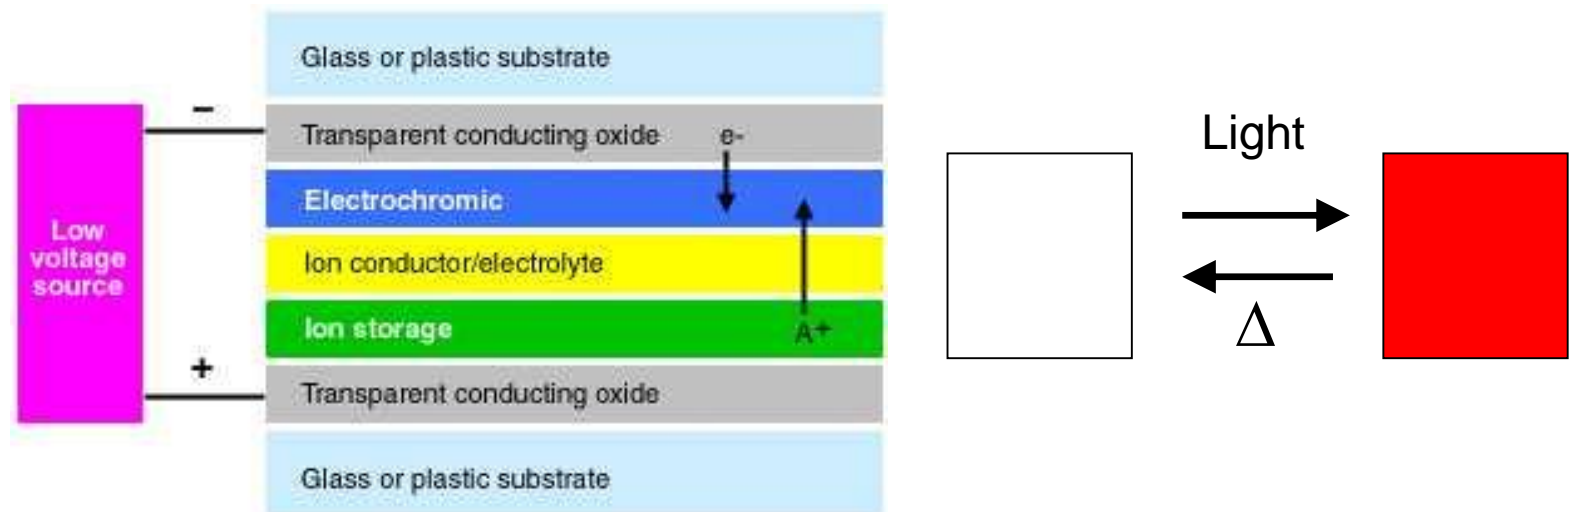 Glass or plastic substrate
−
Transparent conducting oxide e-
Electrochromic
Low
voltage
source
Ion conductor/electrolyte
Ion storage A+
+
Transparent conducting oxide
Glass or plastic substrate
Light
Δ